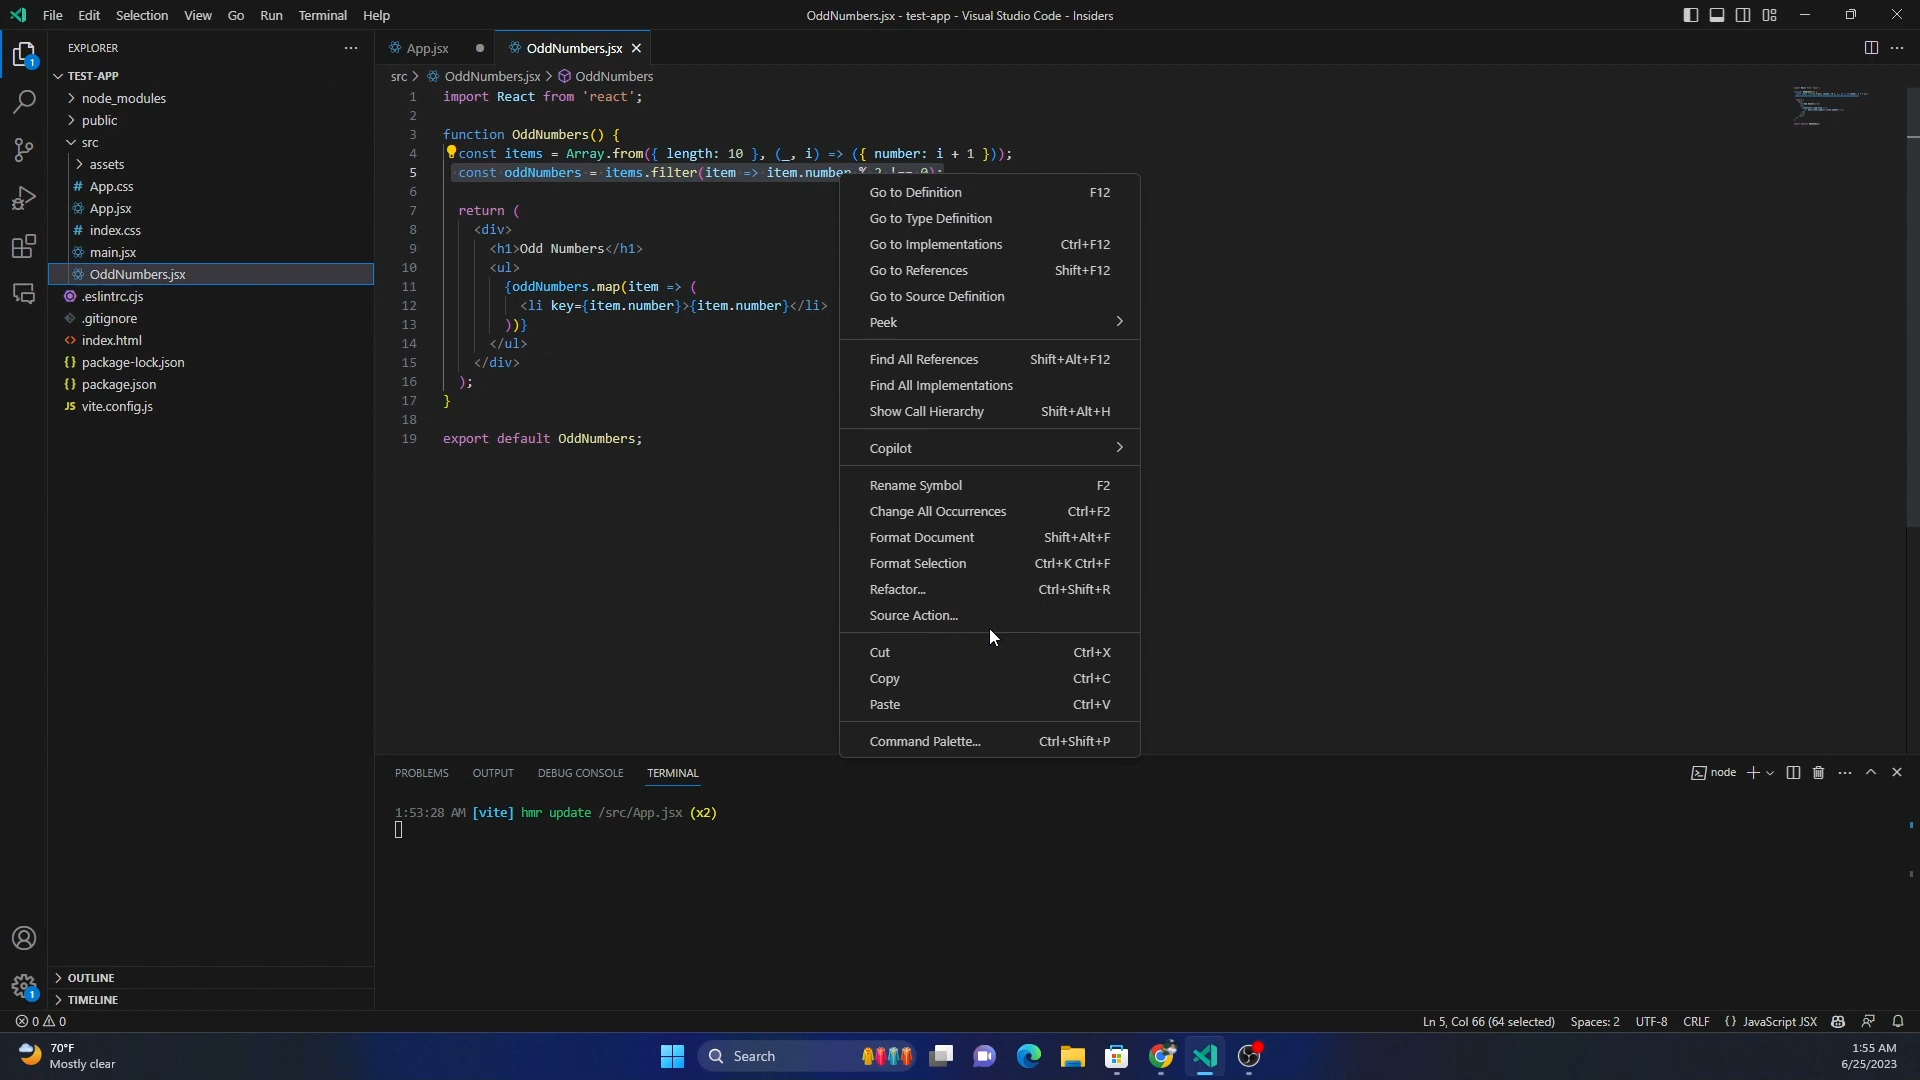 File Edit Selection View Go Run Terminal Help
OddNumbers.jsx - test-app - Visual Studio Code - Insiders
EXPLORER
TEST-APP
node_modules
public
src
assets
# App.css
App.jsx
# index.css
main.jsx
OddNumbers.jsx
.eslintrc.cjs
.gitignore
<> index.html
{} package-lock.json
{} package.json
JS vite.config.js
OUTLINE
TIMELINE
1
1
App.jsx
OddNumbers.jsx
src > OddNumbers.jsx > OddNumbers
1 import React from 'react';
2
3 function OddNumbers() {
4 const items = Array.from({ length: 10 }, (_, i) => ({ number: i + 1 }));
5 const oddNumbers = items.filter(item => item.number % 2 !== 0);
6
7 return (
8 <div>
9 <h1>Odd Numbers</h1>
10 <ul>
11 {oddNumbers.map(item => (
12 <li key={item.number}>{item.number}</li>
13 ))}
14 </ul>
15 </div>
16 );
17 }
18
19 export default OddNumbers;
Go to Definition F12
Go to Type Definition
Go to Implementations Ctrl+F12
Go to References Shift+F12
Go to Source Definition
Peek
Find All References Shift+Alt+F12
Find All Implementations
Show Call Hierarchy Shift+Alt+H
Copilot
Rename Symbol F2
Change All Occurrences Ctrl+F2
Format Document Shift+Alt+F
Format Selection Ctrl+K Ctrl+F
Refactor... Ctrl+Shift+R
Source Action...
Cut Ctrl+X
Copy Ctrl+C
Paste Ctrl+V
Command Palette... Ctrl+Shift+P
PROBLEMS OUTPUT DEBUG CONSOLE TERMINAL
node
1:53:28 AM [vite] hmr update /src/App.jsx (x2)
0 0
Ln 5, Col 66 (64 selected) Spaces: 2 UTF-8 CRLF {} JavaScript JSX
70°F
Mostly clear
Search
1:55 AM
6/25/2023